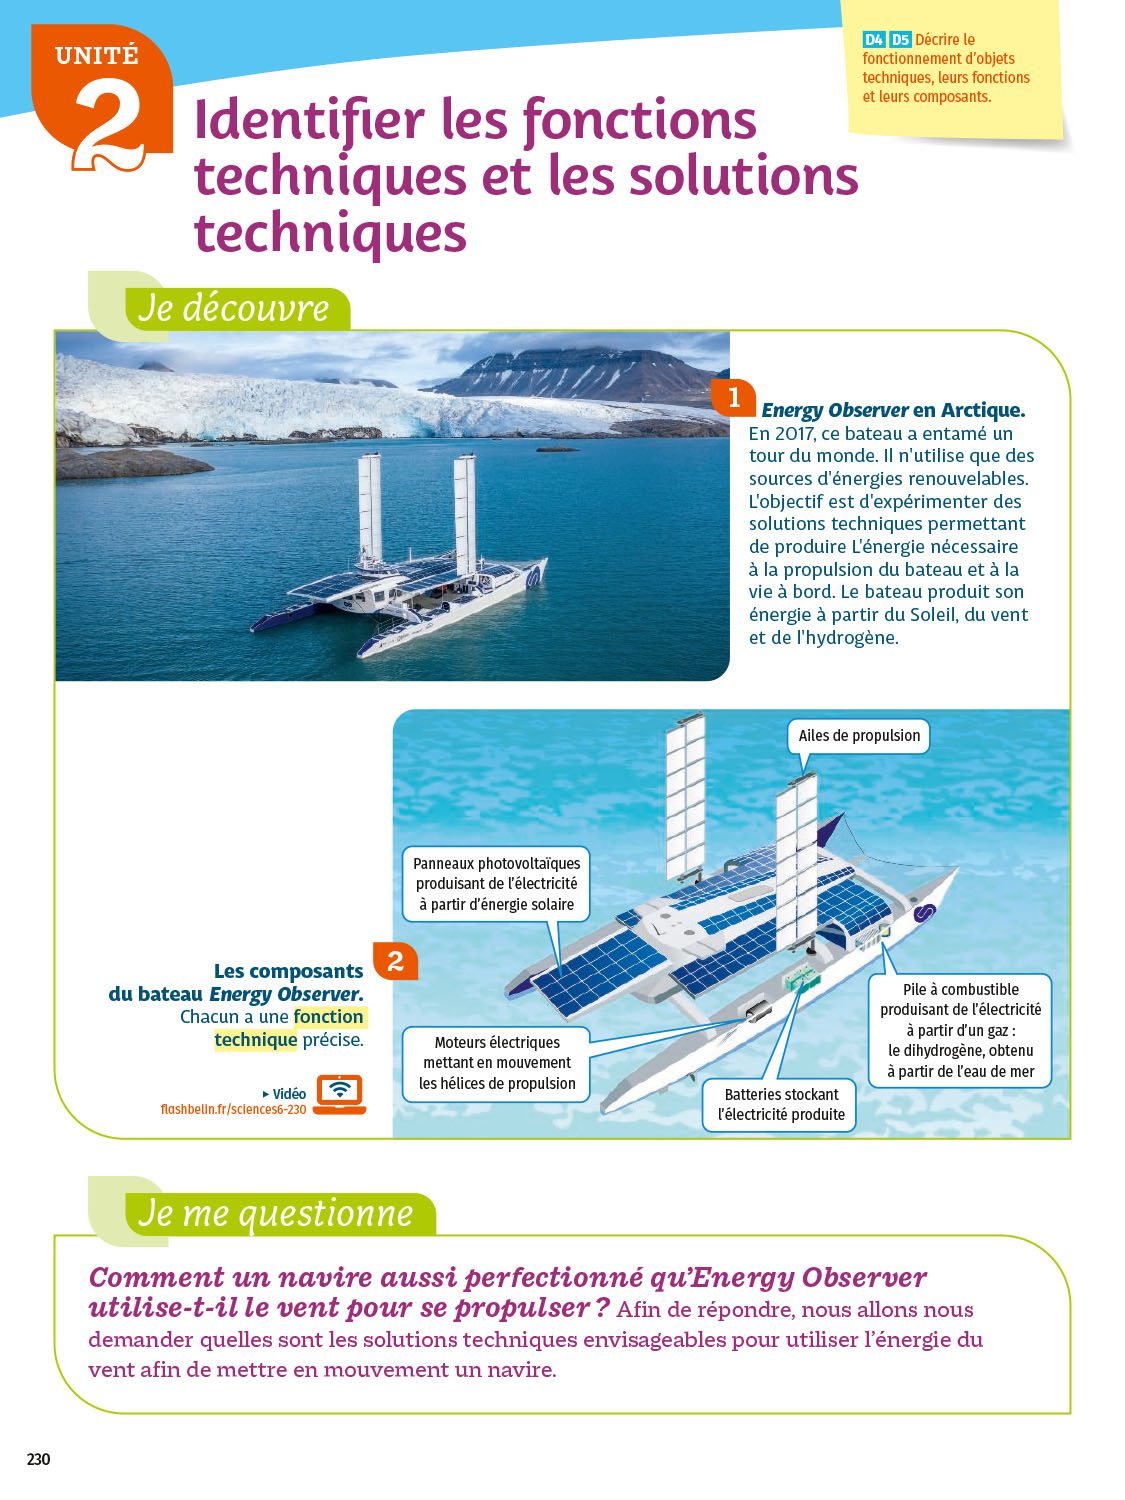 UNITÉ
2
D4 D5 Décrire le
fonctionnement d'objets
techniques, leurs fonctions
et leurs composants.
Identifier les fonctions
techniques et les solutions
techniques
Je découvre
1
Energy Observer en Arctique.
En 2017, ce bateau a entamé un
tour du monde. Il n'utilise que des
sources d'énergies renouvelables.
L'objectif est d'expérimenter des
solutions techniques permettant
de produire L'énergie nécessaire
à la propulsion du bateau et à la
vie à bord. Le bateau produit son
énergie à partir du Soleil, du vent
et de l'hydrogène.
Ailes de propulsion
Panneaux photovoltaïques
produisant de l'électricité
à partir d'énergie solaire
2
Les composants
du bateau Energy Observer.
Chacun a une fonction
technique précise.
▸ Vidéo
flashbelin.fr/sciences6-230
Moteurs électriques
mettant en mouvement
les hélices de propulsion
Batteries stockant
l'électricité produite
Pile à combustible
produisant de l'électricité
à partir d'un gaz :
le dihydrogène, obtenu
à partir de l'eau de mer
Je me questionne
Comment un navire aussi perfectionné qu'Energy Observer
utilise-t-il le vent pour se propulser ? Afin de répondre, nous allons nous
demander quelles sont les solutions techniques envisageables pour utiliser l'énergie du
vent afin de mettre en mouvement un navire.
230